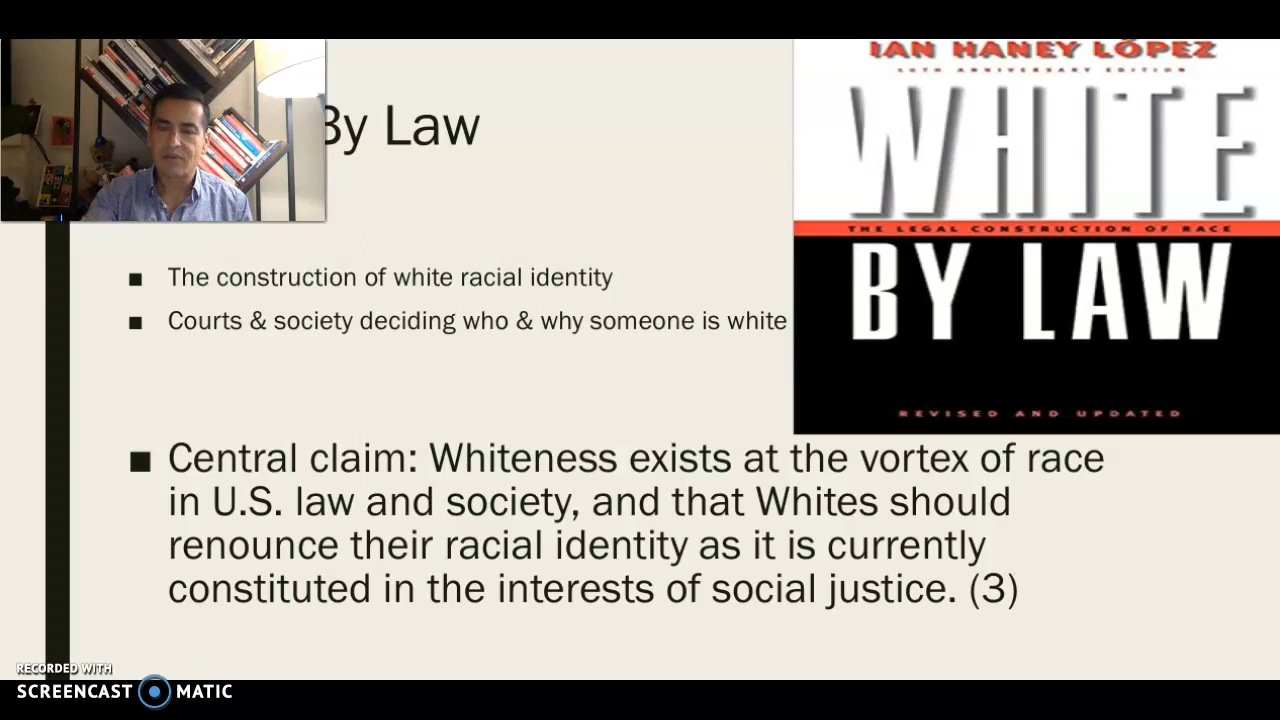 By Law
■ The construction of white racial identity
■ Courts & society deciding who & why someone is white
■ Central claim: Whiteness exists at the vortex of race
in U.S. law and society, and that Whites should
renounce their racial identity as it is currently
constituted in the interests of social justice. (3)
IAN HANEY LÓPEZ
10TH ANNIVERSARY EDITION
WHITE
THE LEGAL CONSTRUCTION OF RACE
BY LAW
REVISED AND UPDATED
RECORDED WITH
SCREENCAST MATIC